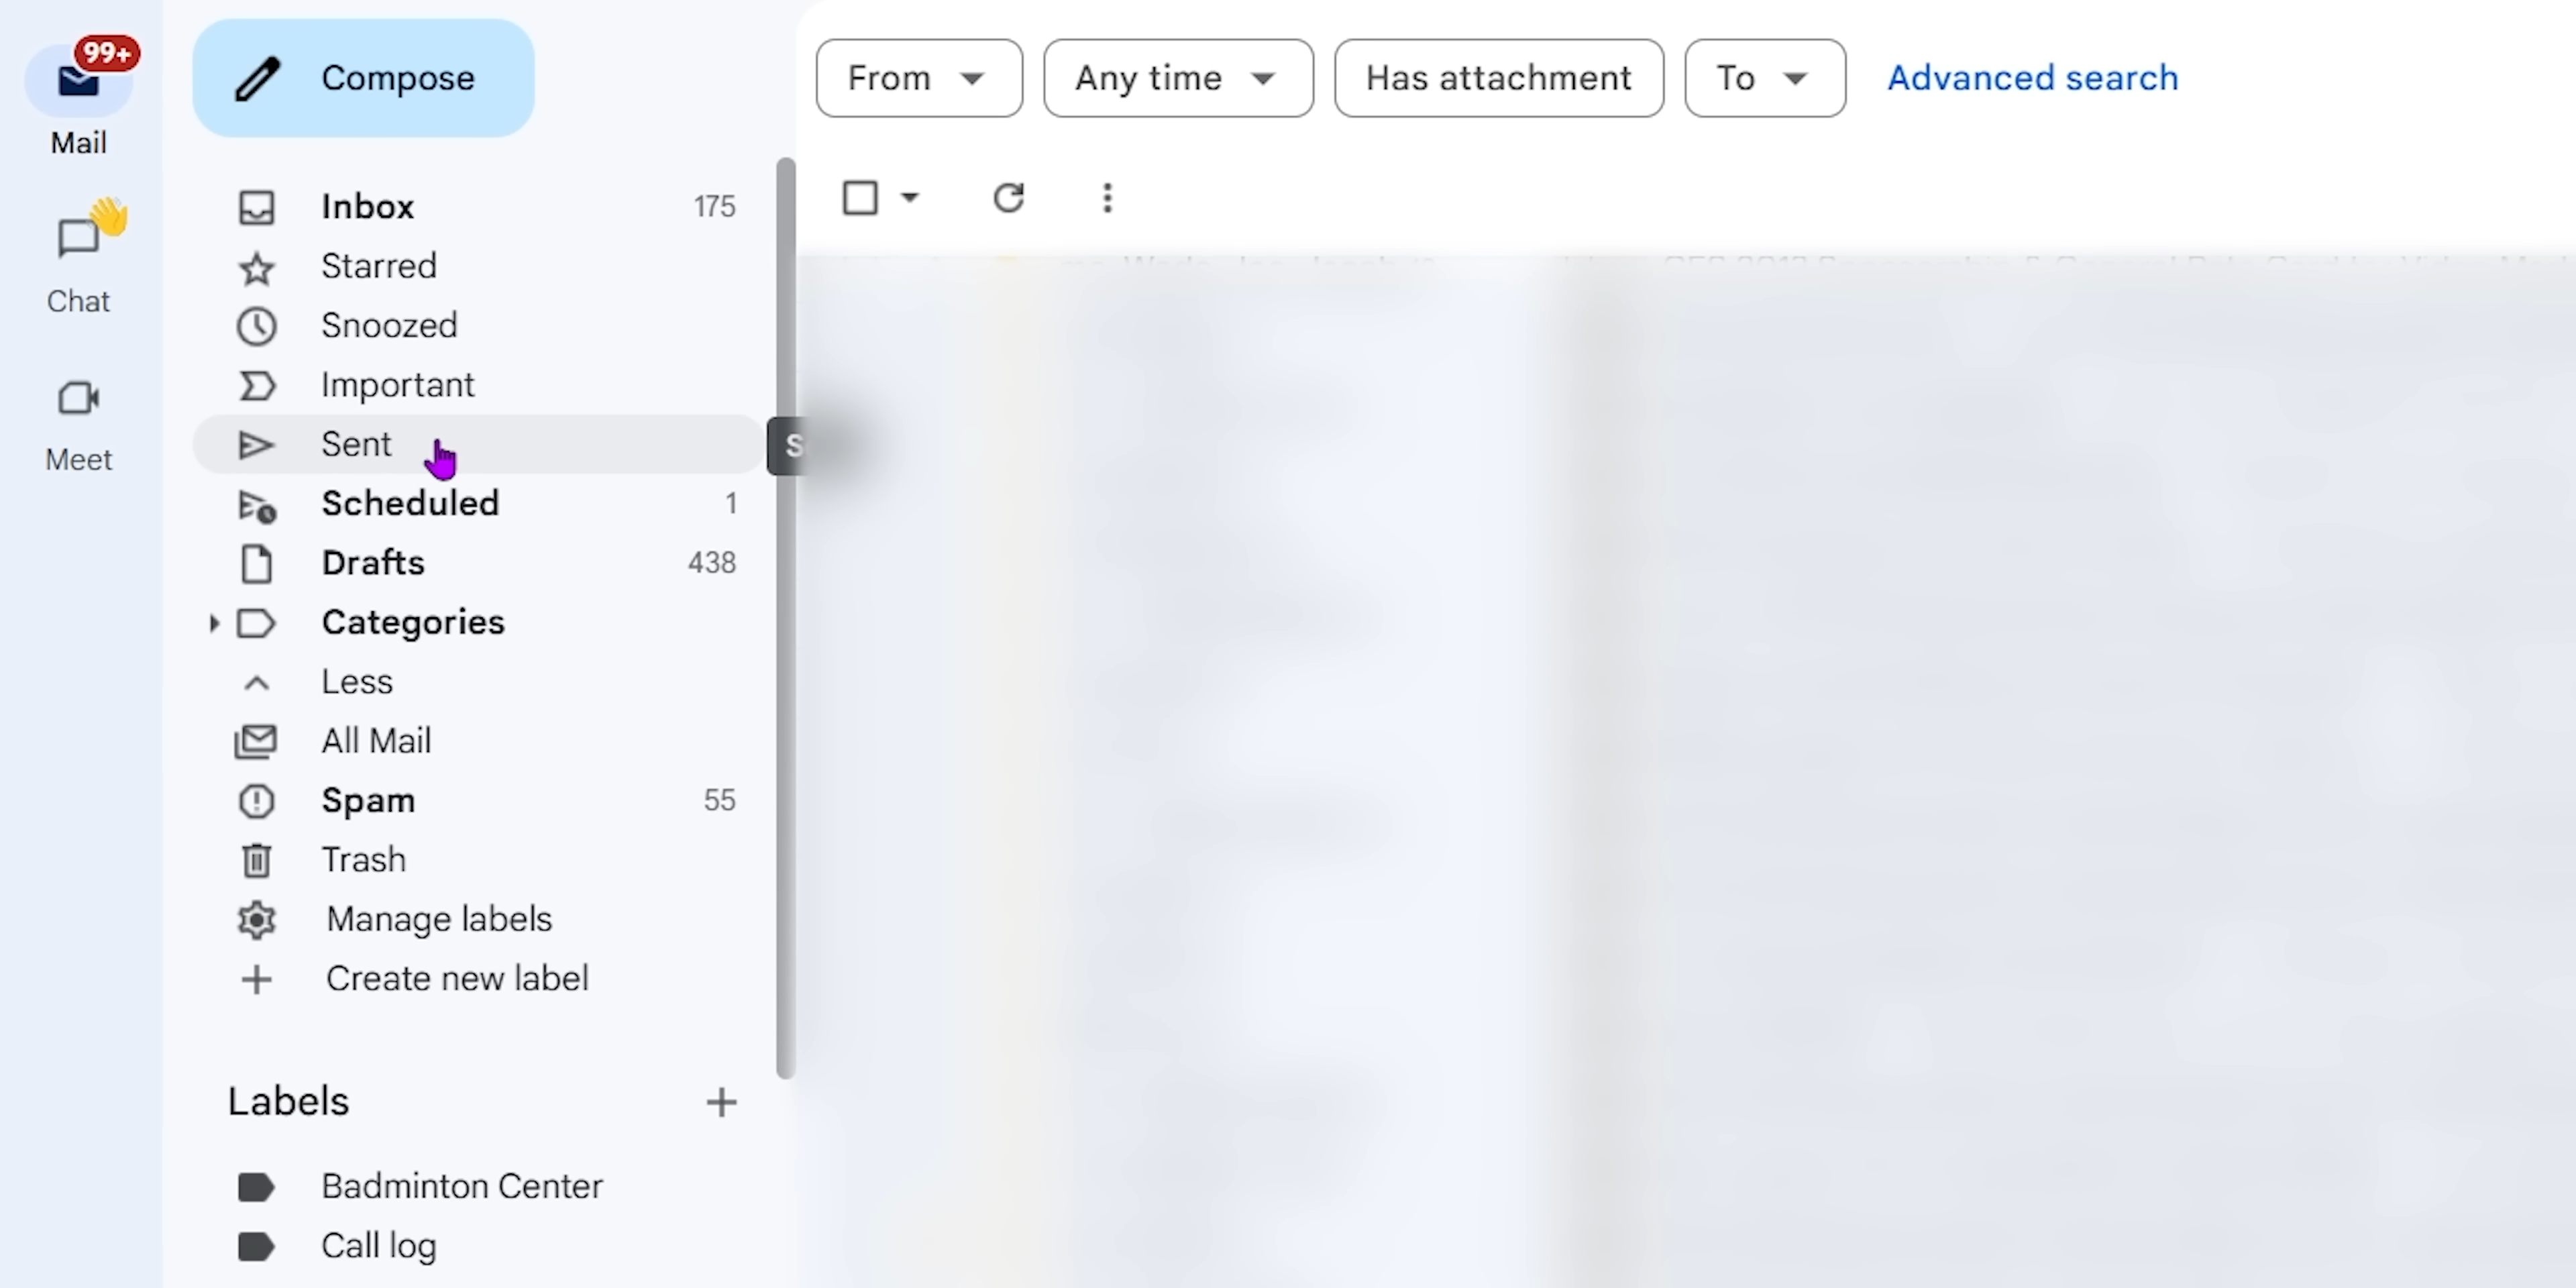 99+
Mail
Chat
Meet
Compose
Inbox 175
Starred
Snoozed
Important
Sent
S
Scheduled 1
Drafts 438
Categories
Less
All Mail
Spam 55
Trash
Manage labels
Create new label
Labels
Badminton Center
Call log
From
Any time
Has attachment
To
Advanced search